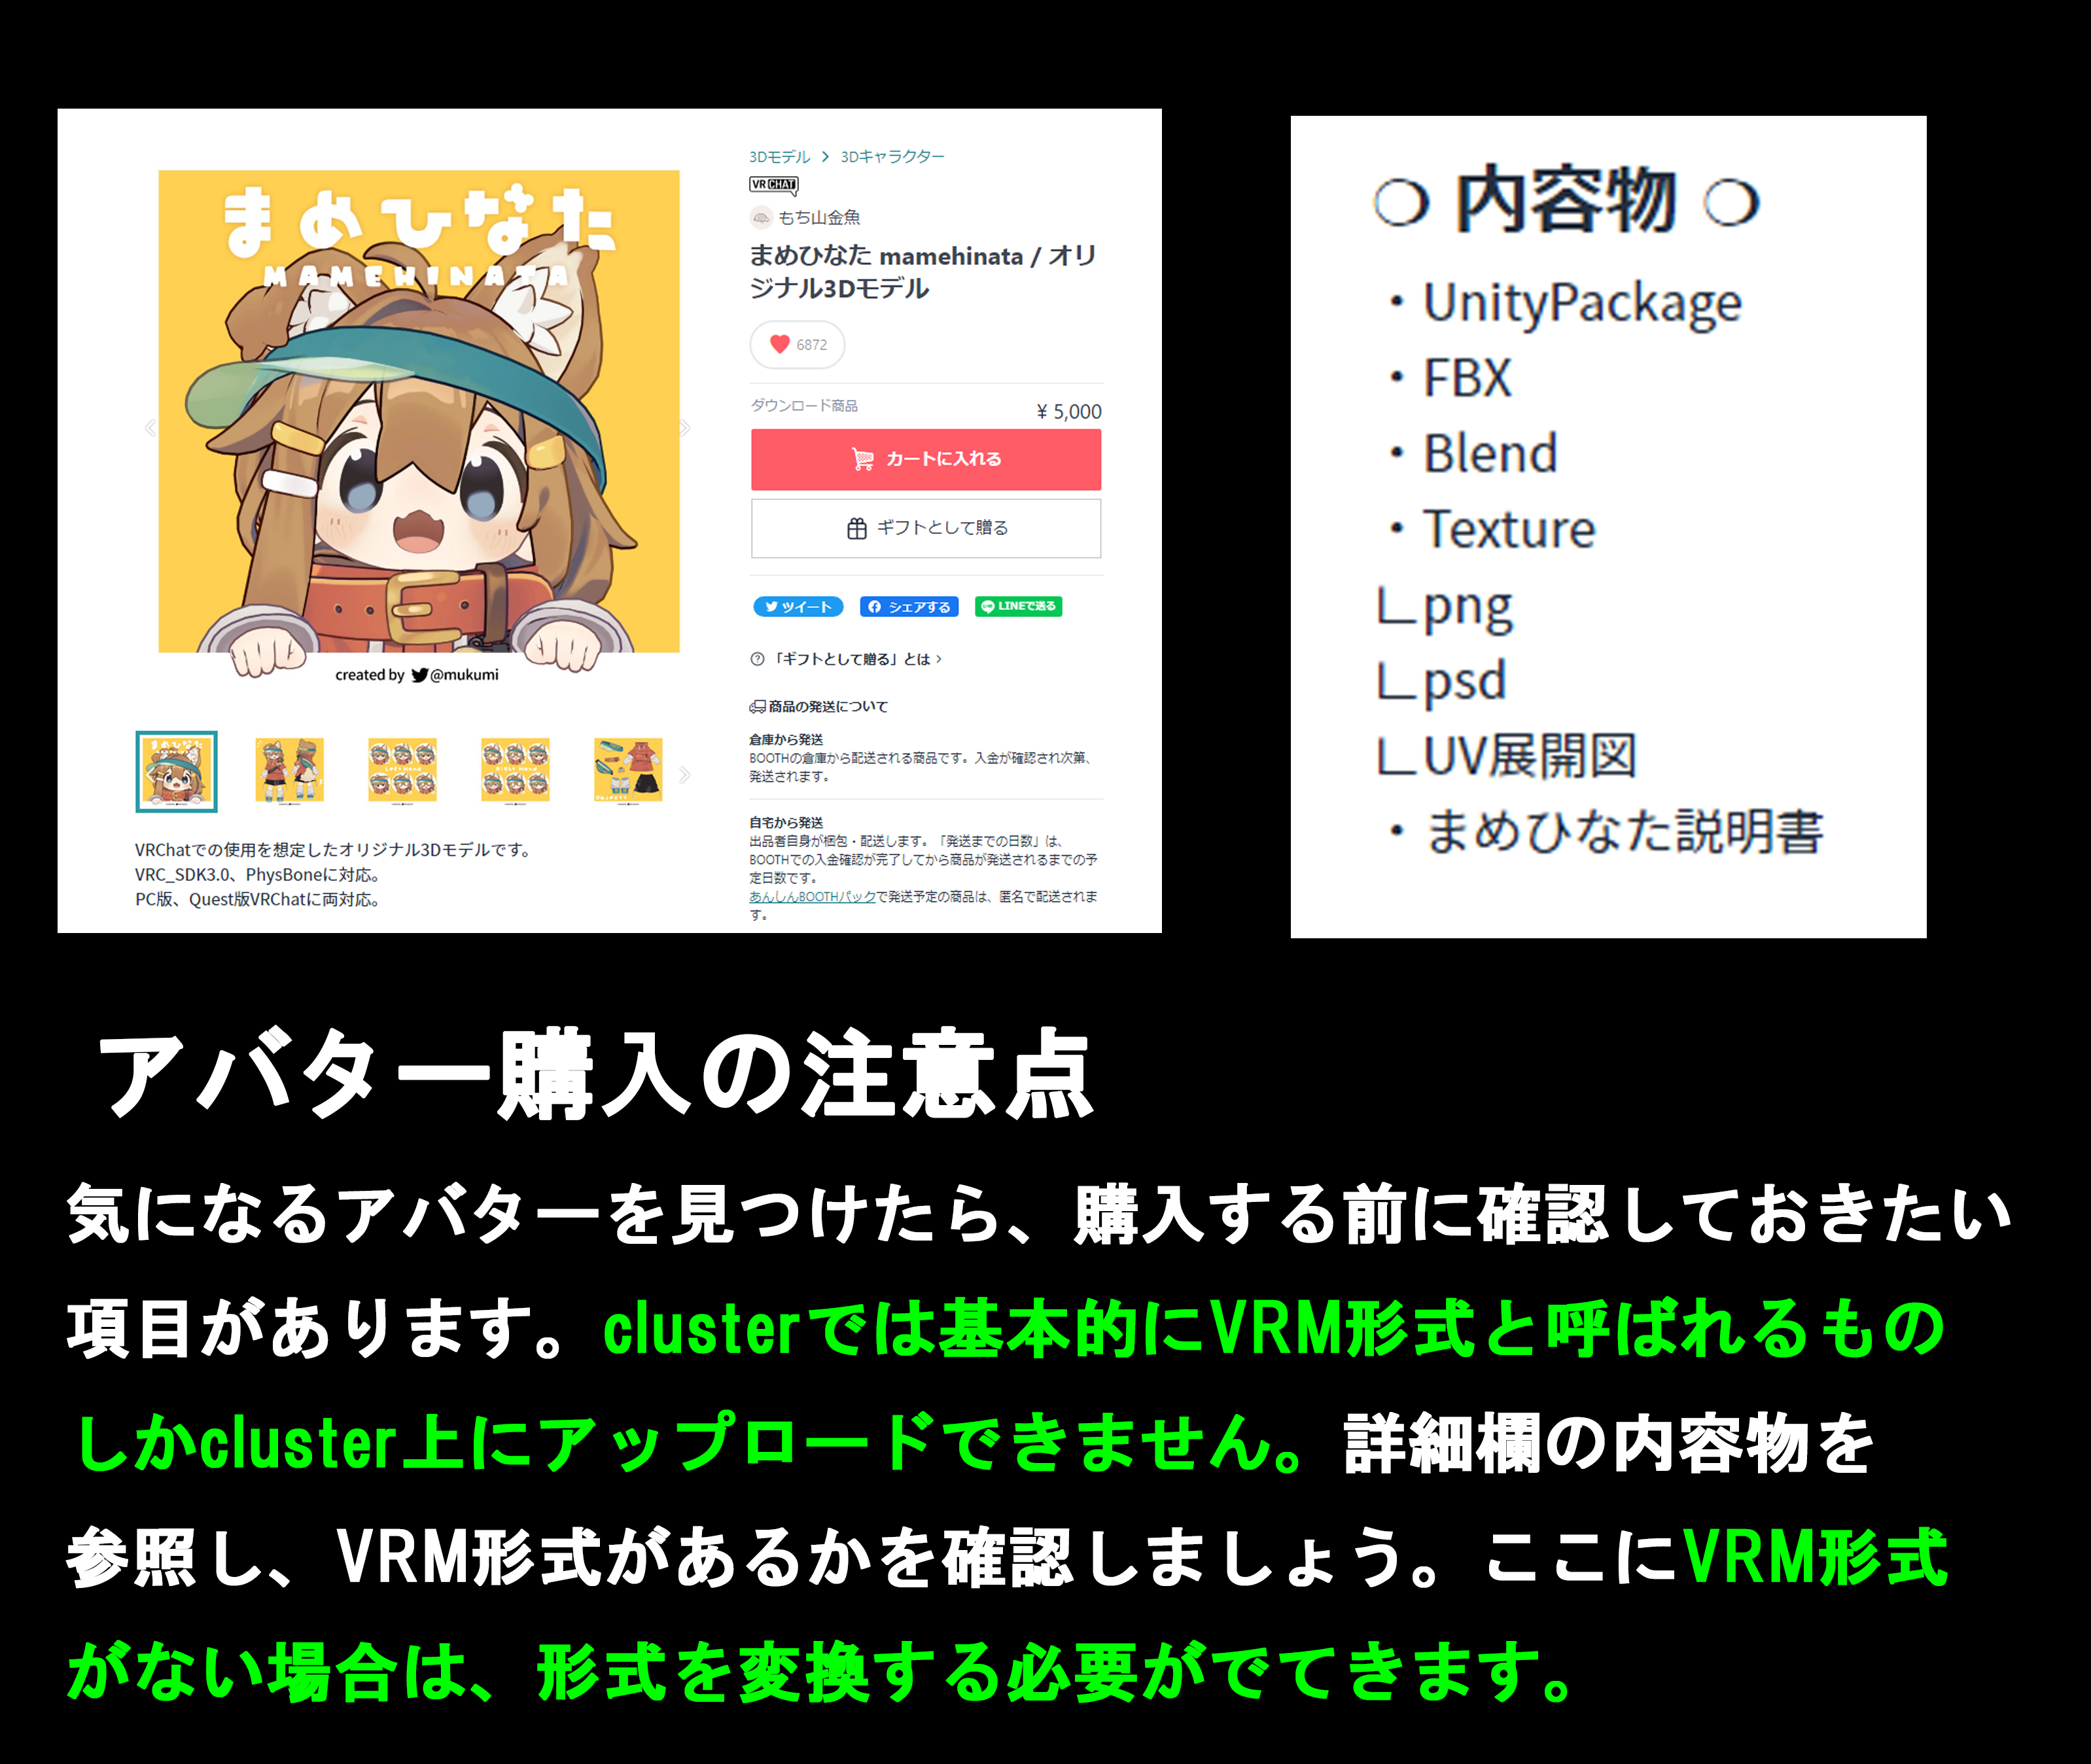 まめひなた
MAMEHINATA
created by @mukumi
VRChatでの使用を想定したオリジナル3Dモデルです。
VRC_SDK3.0、PhysBoneに対応。
PC版、Quest版VRChatに両対応。
3Dモデル > 3Dキャラクター
VRCHAT
もち山金魚
まめひなた mamehinata / オリ
ジナル3Dモデル
6872
ダウンロード商品
¥ 5,000
カートに入れる
ギフトとして贈る
ツイート
シェアする
LINEで送る
「ギフトとして贈る」とは >
商品の発送について
倉庫から発送
BOOTHの倉庫から配送される商品です。入金が確認され次第、
発送されます。
自宅から発送
出品者自身が梱包・配送します。「発送までの日数」は、
BOOTHでの入金確認が完了してから商品が発送されるまでの予
定日数です。
あんしんBOOTHパックで発送予定の商品は、匿名で配送されま
す。
○ 内容物 ○
・UnityPackage
・FBX
・Blend
・Texture
∟png
∟psd
∟UV展開図
・まめひなた説明書
アバター購入の注意点
気になるアバターを見つけたら、購入する前に確認しておきたい
項目があります。clusterでは基本的にVRM形式と呼ばれるもの
しかcluster上にアップロードできません。詳細欄の内容物を
参照し、VRM形式があるかを確認しましょう。ここにVRM形式
がない場合は、形式を変換する必要がでてきます。